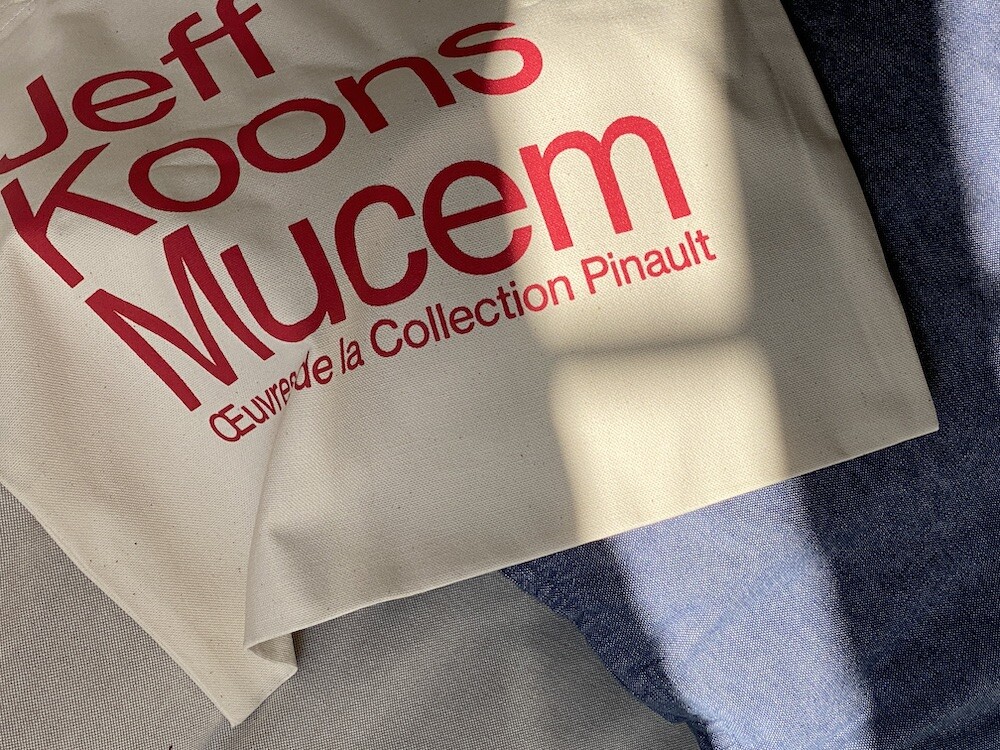 Jeff
Koons
Mucem
Œuvres de la Collection Pinault